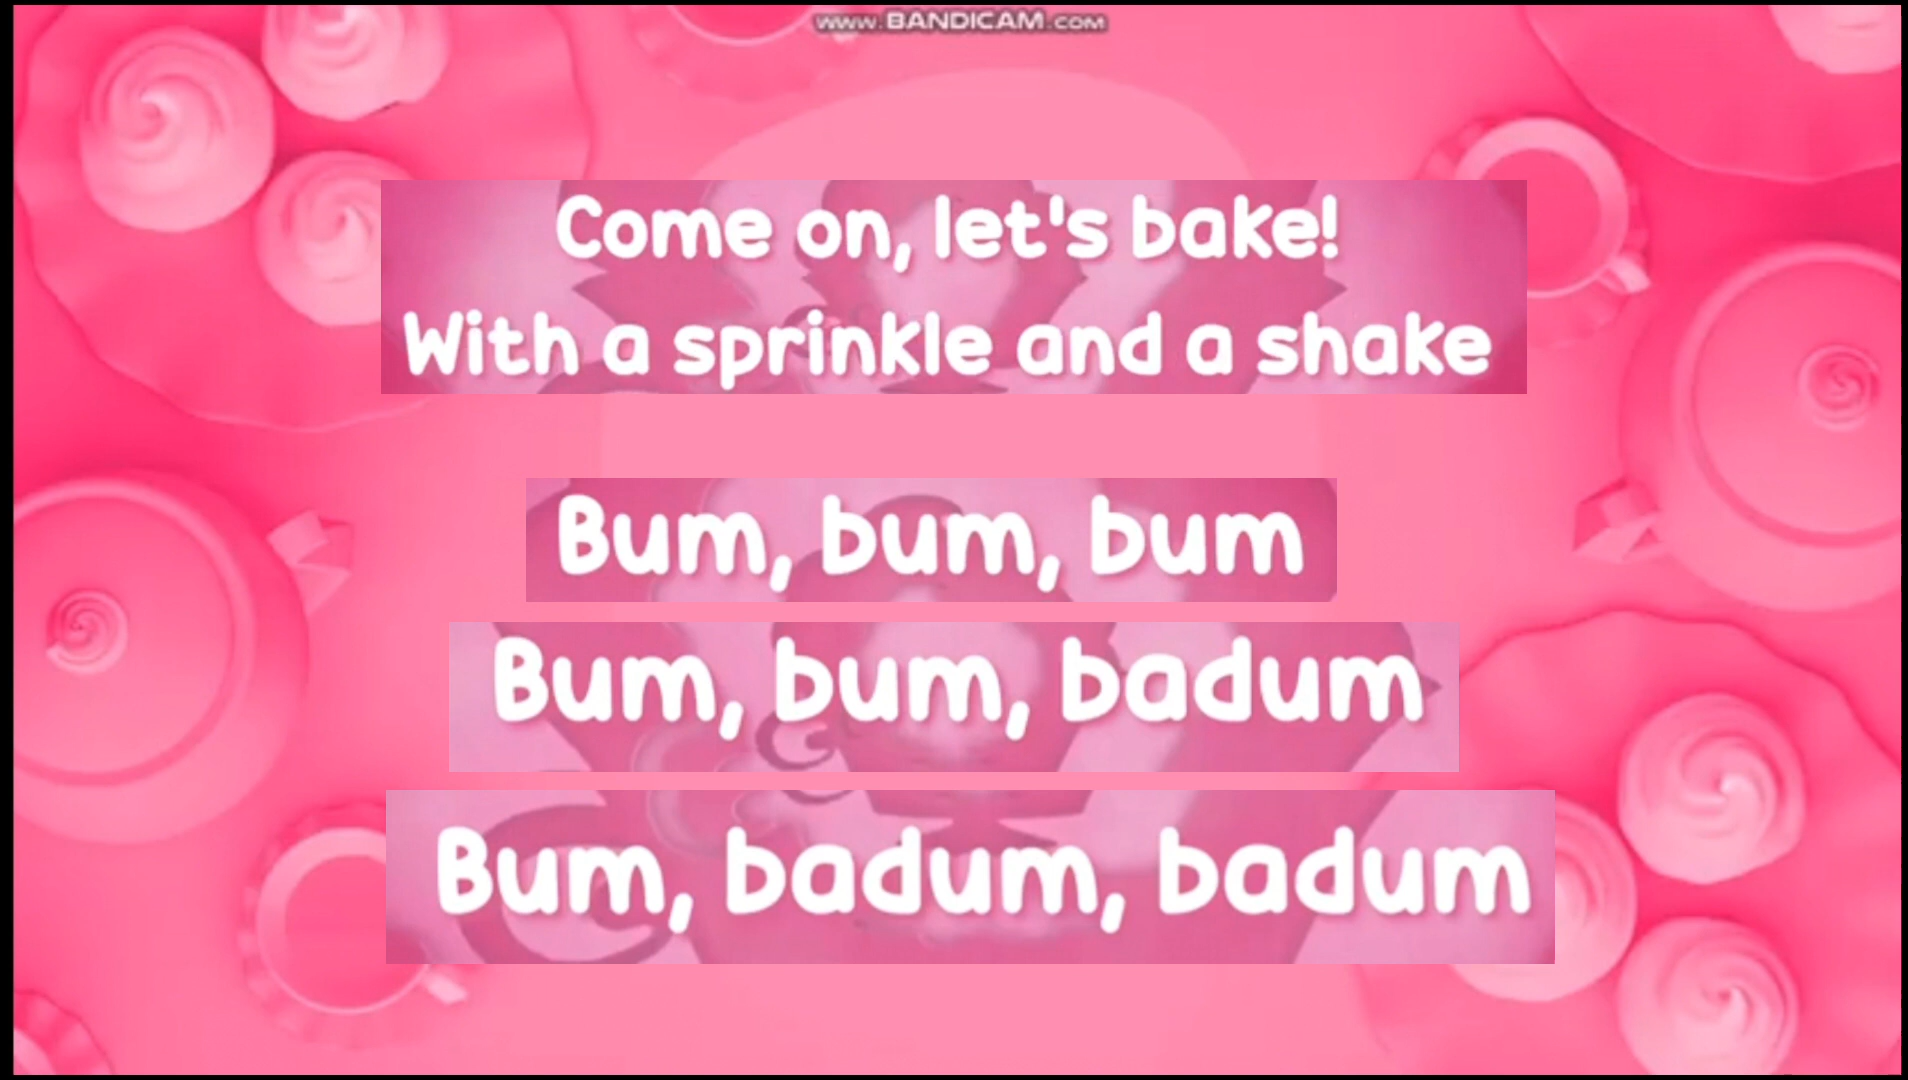 www.BANDICAM.com
Come on, let's bake!
With a sprinkle and a shake
Bum, bum, bum
Bum, bum, badum
Bum, badum, badum